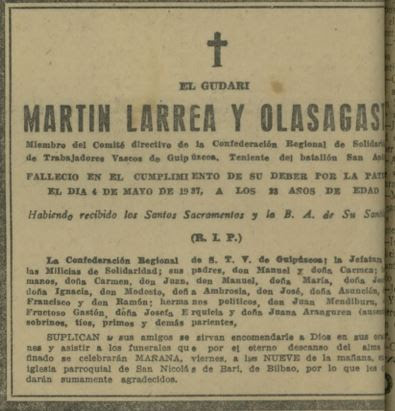 EL GUDARI
MARTIN LARREA Y OLASAGAS
Miembro del Comité directivo de la Confederación Regional de Solidari
de Trabajadores Vascos de Guipúzcoa, Teniente del batallón San An
FALLECIO EN EL CUMPLIMIENTO DE SU DEBER POR LA PAT
EL DIA 4 DE MAYO DE 1937, A LOS 23 AÑOS DE EDAD
Habiendo recibido los Santos Sacramentos y la B. A. de Su Santi
(R. I. P.)
La Confederación Regional de S. T. V. de Guipúzcoa; la Jefatura
las Milicias de Solidaridad; sus padres, don Manuel y doña Carmen;
manos, doña Carmen, don Juan, don Manuel, doña María, doña
doña Ignacia, don Modesto, doña Ambrosia, don José, doña Asunción,
Francisco y don Ramón; hermanos políticos, don Juan Mendiburu,
Fructoso Gastón, doña Josefa Erquicia y doña Juana Aranguren (ausen
sobrinos, tíos, primos y demás parientes,
SUPLICAN a sus amigos se sirvan encomendarle a Dios en sus
nes y asistir a los funerales que por el eterno descanso del alma
finado se celebrarán MAÑANA, viernes, a las NUEVE de la mañana,
iglesia parroquial de San Nicolás de Bari, de Bilbao, por lo que les
darán sumamente agradecidos.